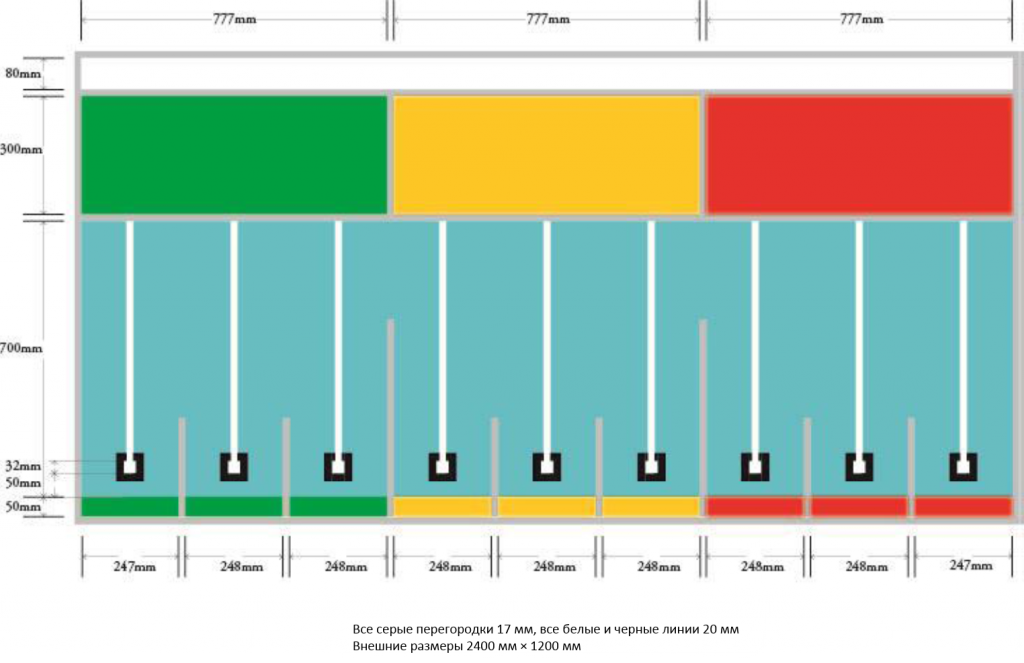 777mm 777mm 777mm
80mm
300mm
700mm
32mm
50mm
50mm
247mm 248mm 248mm 248mm 248mm 248mm 248mm 248mm 247mm
Все серые перегородки 17 мм, все белые и черные линии 20 мм
Внешние размеры 2400 мм × 1200 мм